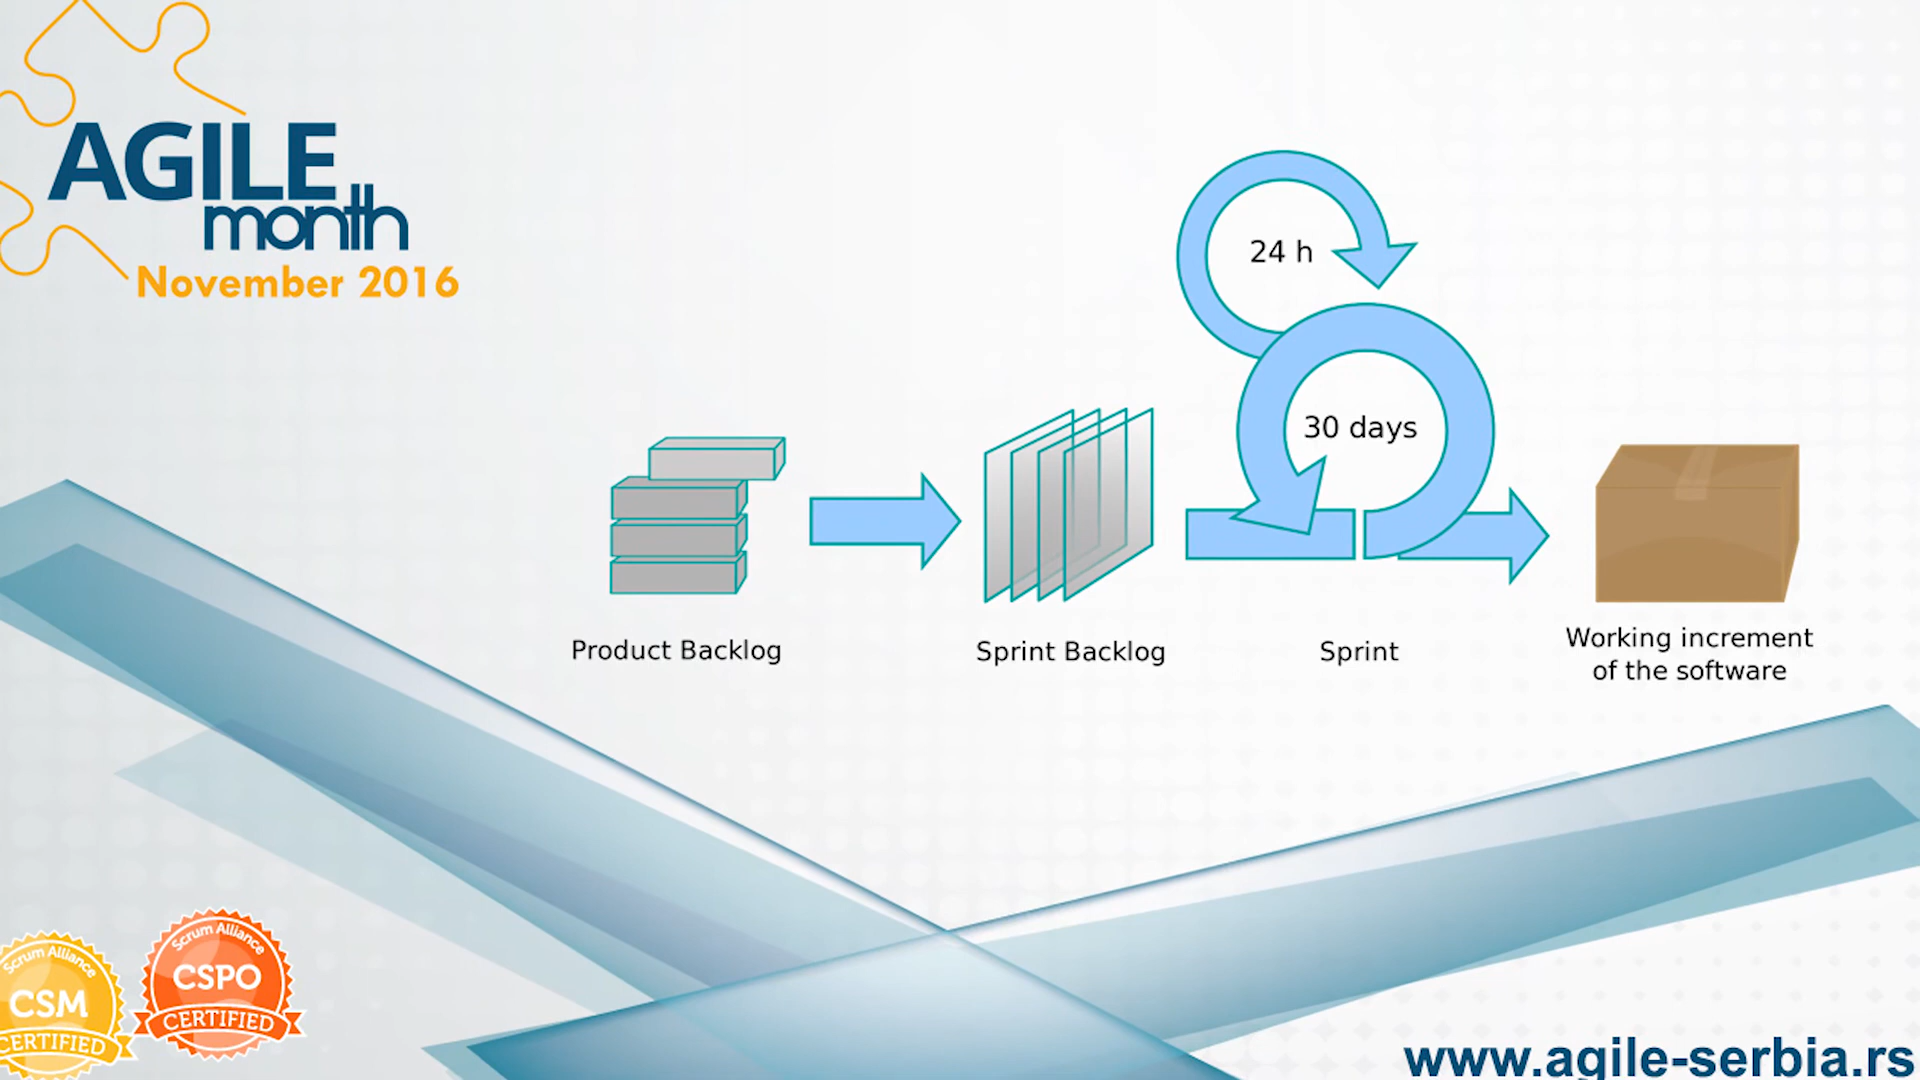 AGILE
month
November 2016
24 h
30 days
Product Backlog
Sprint Backlog
Sprint
Working increment
of the software
Scrum Alliance
CSM
CERTIFIED
Scrum Alliance
CSPO
CERTIFIED
www.agile-serbia.rs